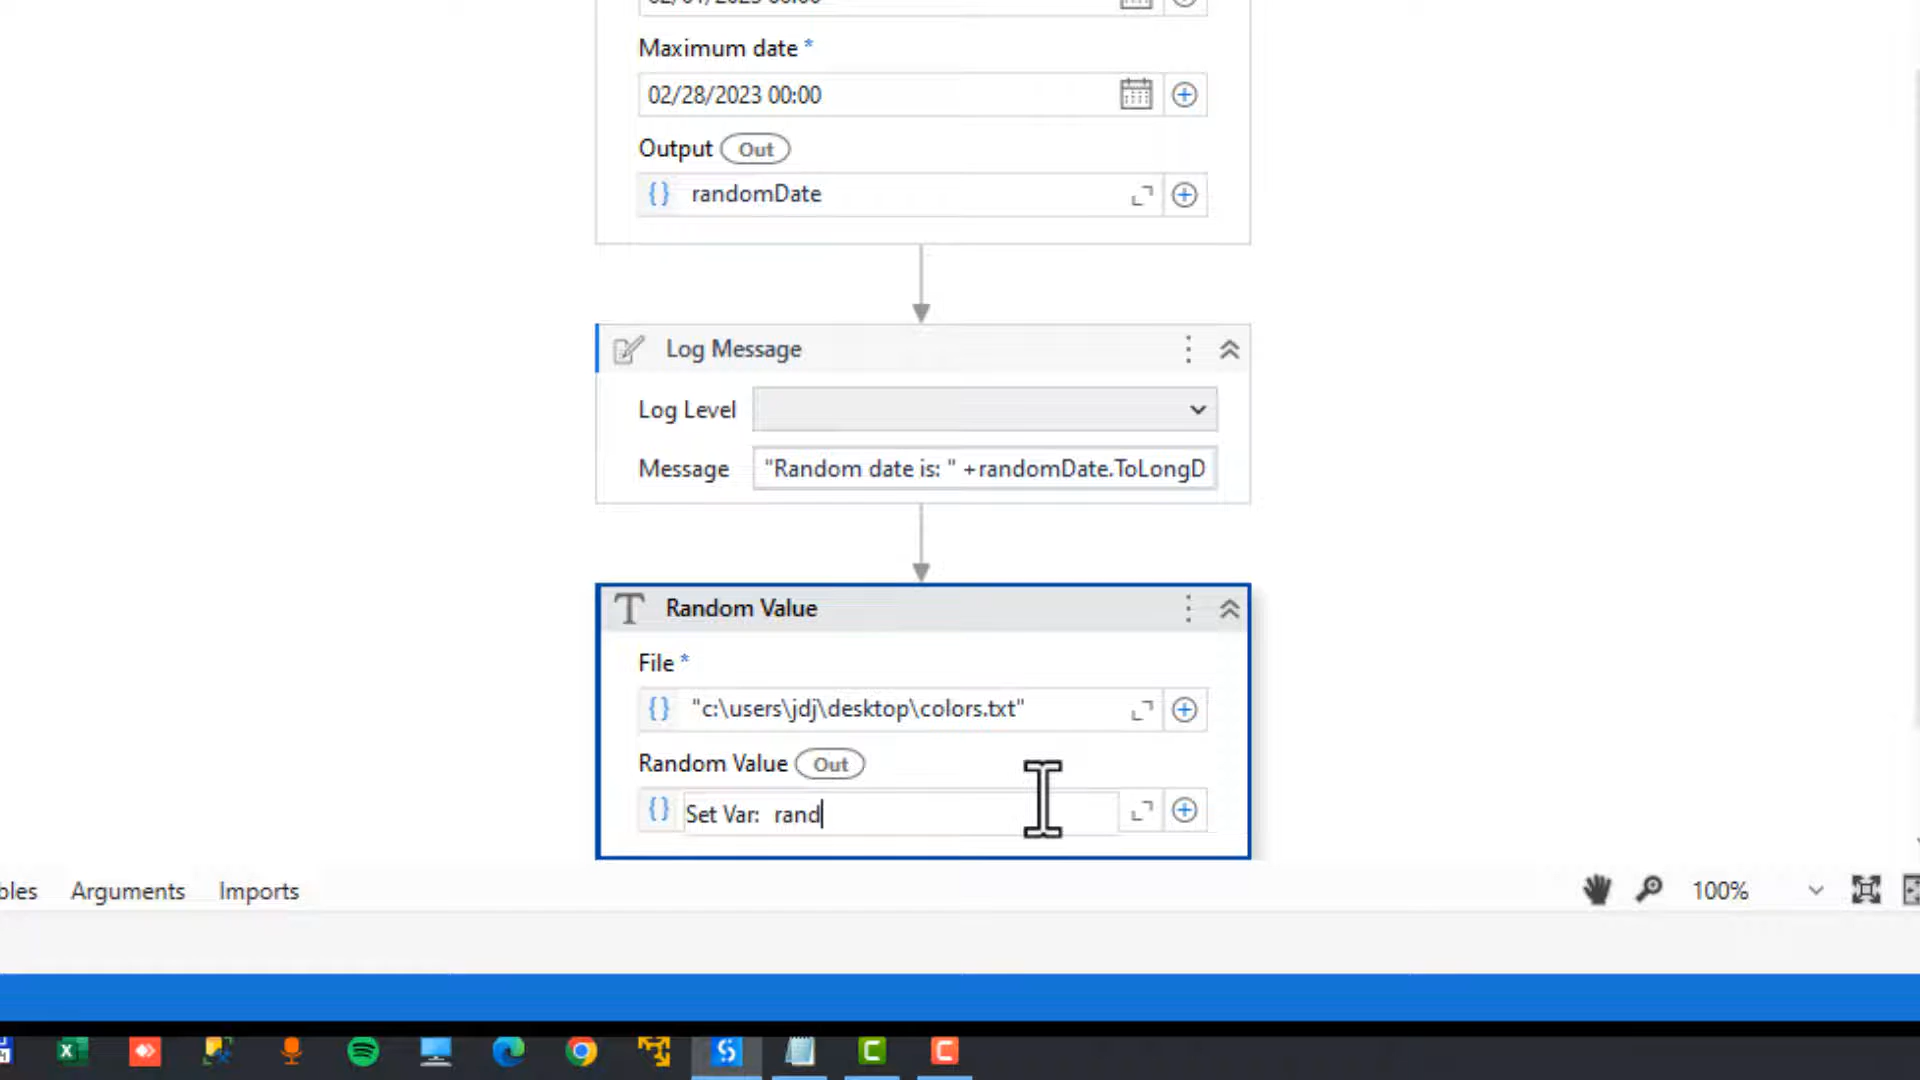 Maximum date *
02/28/2023 00:00
Output Out
{} randomDate
Log Message
Log Level
Message "Random date is: " +randomDate.ToLongD
T Random Value
File *
{} "c:\users\jdj\desktop\colors.txt"
Random Value Out
{} Set Var: rand
bles Arguments Imports 100%